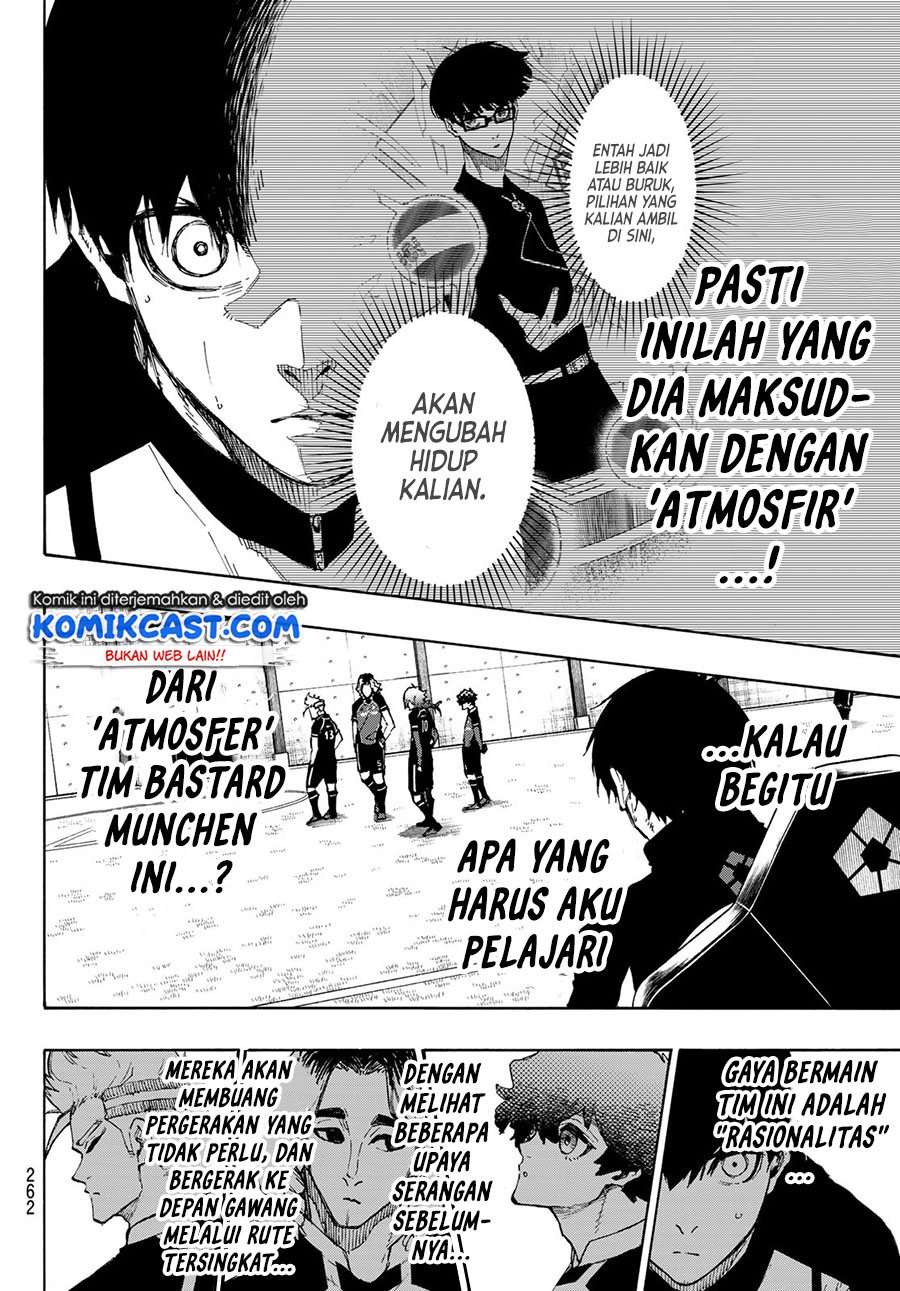 ENTAH JADI
LEBIH BAIK
ATAU BURUK,
PILIHAN YANG
KALIAN AMBIL
DI SINI,
AKAN
MENGUBAH
HIDUP
KALIAN.
PASTI
INILAH YANG
DIA MAKSUD-
KAN DENGAN
'ATMOSFIR'
....!
Komik ini diterjemahkan & diedit oleh
KOMIKCAST.COM
BUKAN WEB LAIN!!
...KALAU
BEGITU
APA YANG
HARUS AKU
PELAJARI
DARI
'ATMOSFER'
TIM BASTARD
MUNCHEN
INI...?
13
10
GAYA BERMAIN
TIM INI ADALAH
"RASIONALITAS"
...
DENGAN
MELIHAT
BEBERAPA
UPAYA
SERANGAN
SEBELUM-
NYA...
MEREKA AKAN
MEMBUANG
PERGERAKAN YANG
TIDAK PERLU, DAN
BERGERAK KE
DEPAN GAWANG
MELALUI RUTE
TERSINGKAT...
262